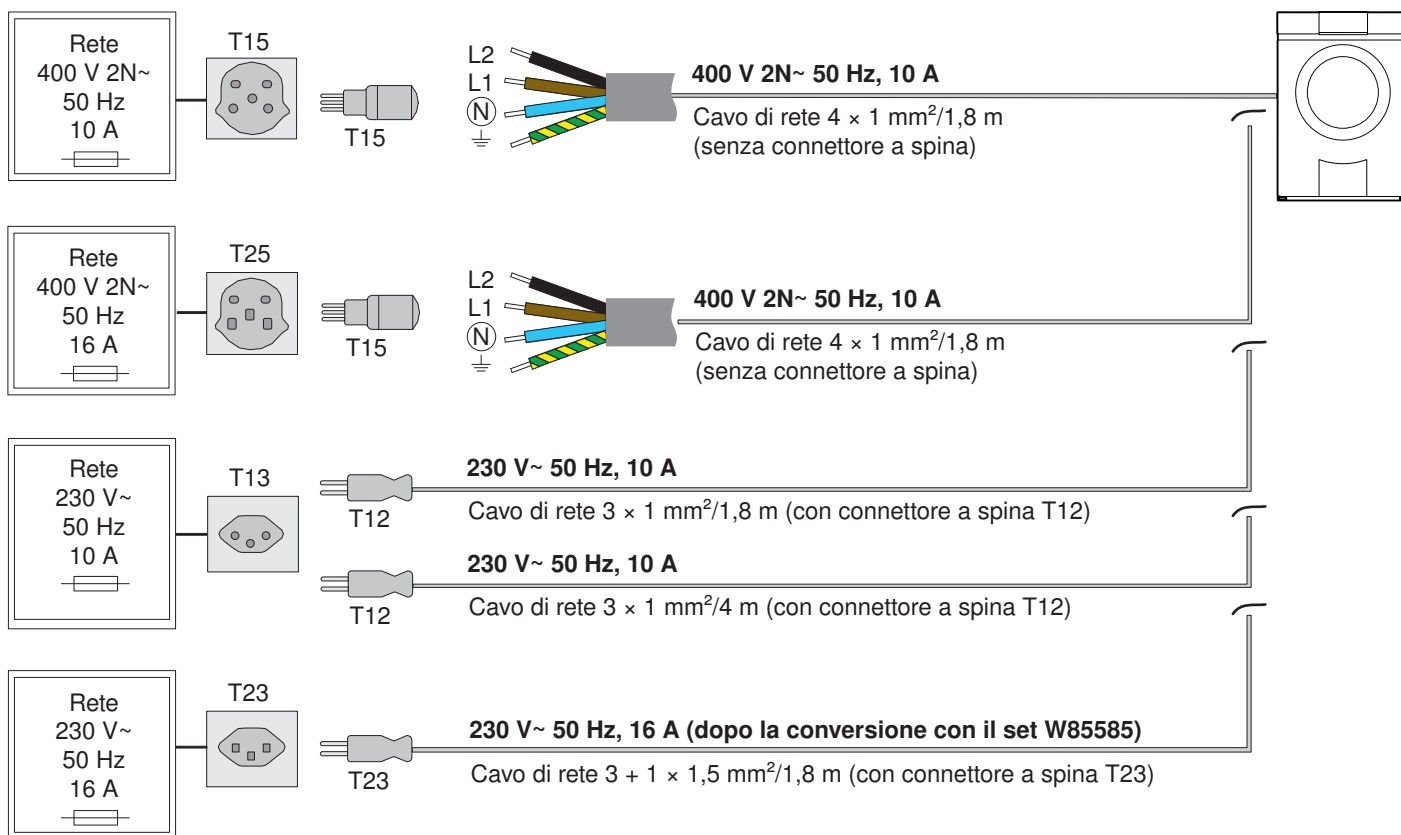 Rete
400 V 2N~
50 Hz
10 A
T15
T15
L2
L1
N
400 V 2N~ 50 Hz, 10 A
Cavo di rete 4 × 1 mm²/1,8 m
(senza connettore a spina)
Rete
400 V 2N~
50 Hz
16 A
T25
T15
L2
L1
N
400 V 2N~ 50 Hz, 10 A
Cavo di rete 4 × 1 mm²/1,8 m
(senza connettore a spina)
Rete
230 V~
50 Hz
10 A
T13
T12
230 V~ 50 Hz, 10 A
Cavo di rete 3 × 1 mm²/1,8 m (con connettore a spina T12)
T12
230 V~ 50 Hz, 10 A
Cavo di rete 3 × 1 mm²/4 m (con connettore a spina T12)
Rete
230 V~
50 Hz
16 A
T23
T23
230 V~ 50 Hz, 16 A (dopo la conversione con il set W85585)
Cavo di rete 3 + 1 × 1,5 mm²/1,8 m (con connettore a spina T23)